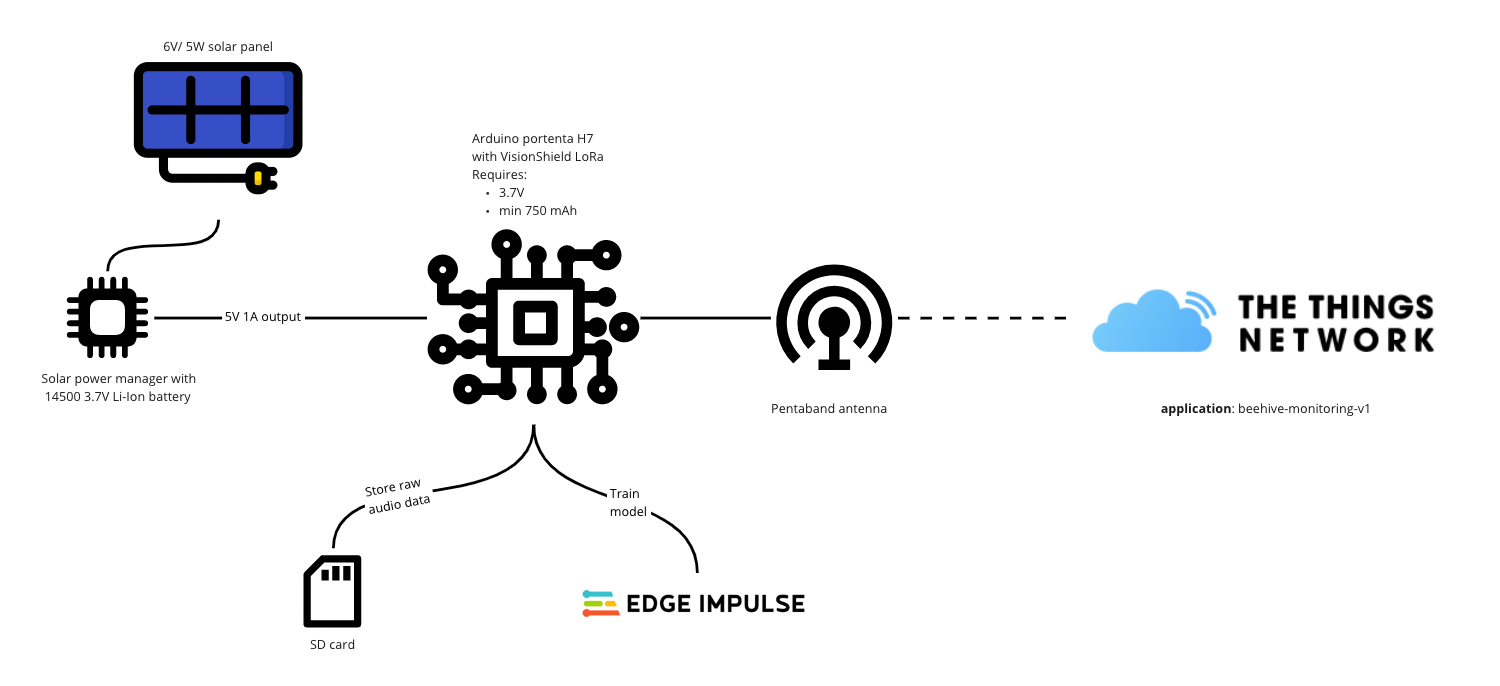 6V/ 5W solar panel
Arduino portenta H7
with VisionShield LoRa
Requires:
• 3.7V
• min 750 mAh
5V 1A output
Solar power manager with
14500 3.7V Li-Ion battery
Pentaband antenna
THE THINGS
NETWORK
application: beehive-monitoring-v1
Store raw
audio data
Train
model
SD card
EDGE IMPULSE